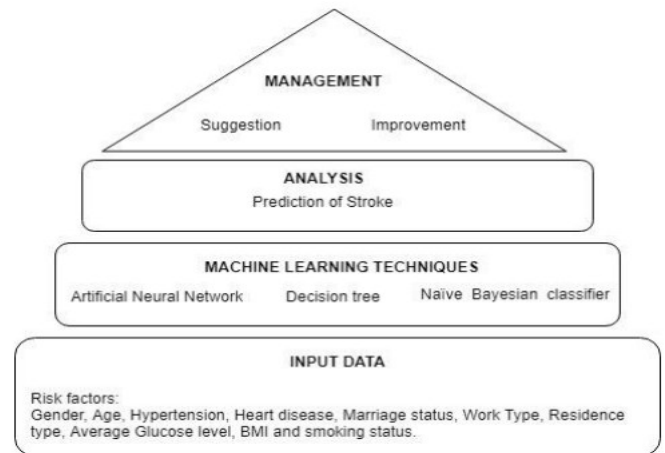 MANAGEMENT
Suggestion Improvement
ANALYSIS
Prediction of Stroke
MACHINE LEARNING TECHNIQUES
Artificial Neural Network Decision tree Naïve Bayesian classifier
INPUT DATA
Risk factors:
Gender, Age, Hypertension, Heart disease, Marriage status, Work Type, Residence
type, Average Glucose level, BMI and smoking status.